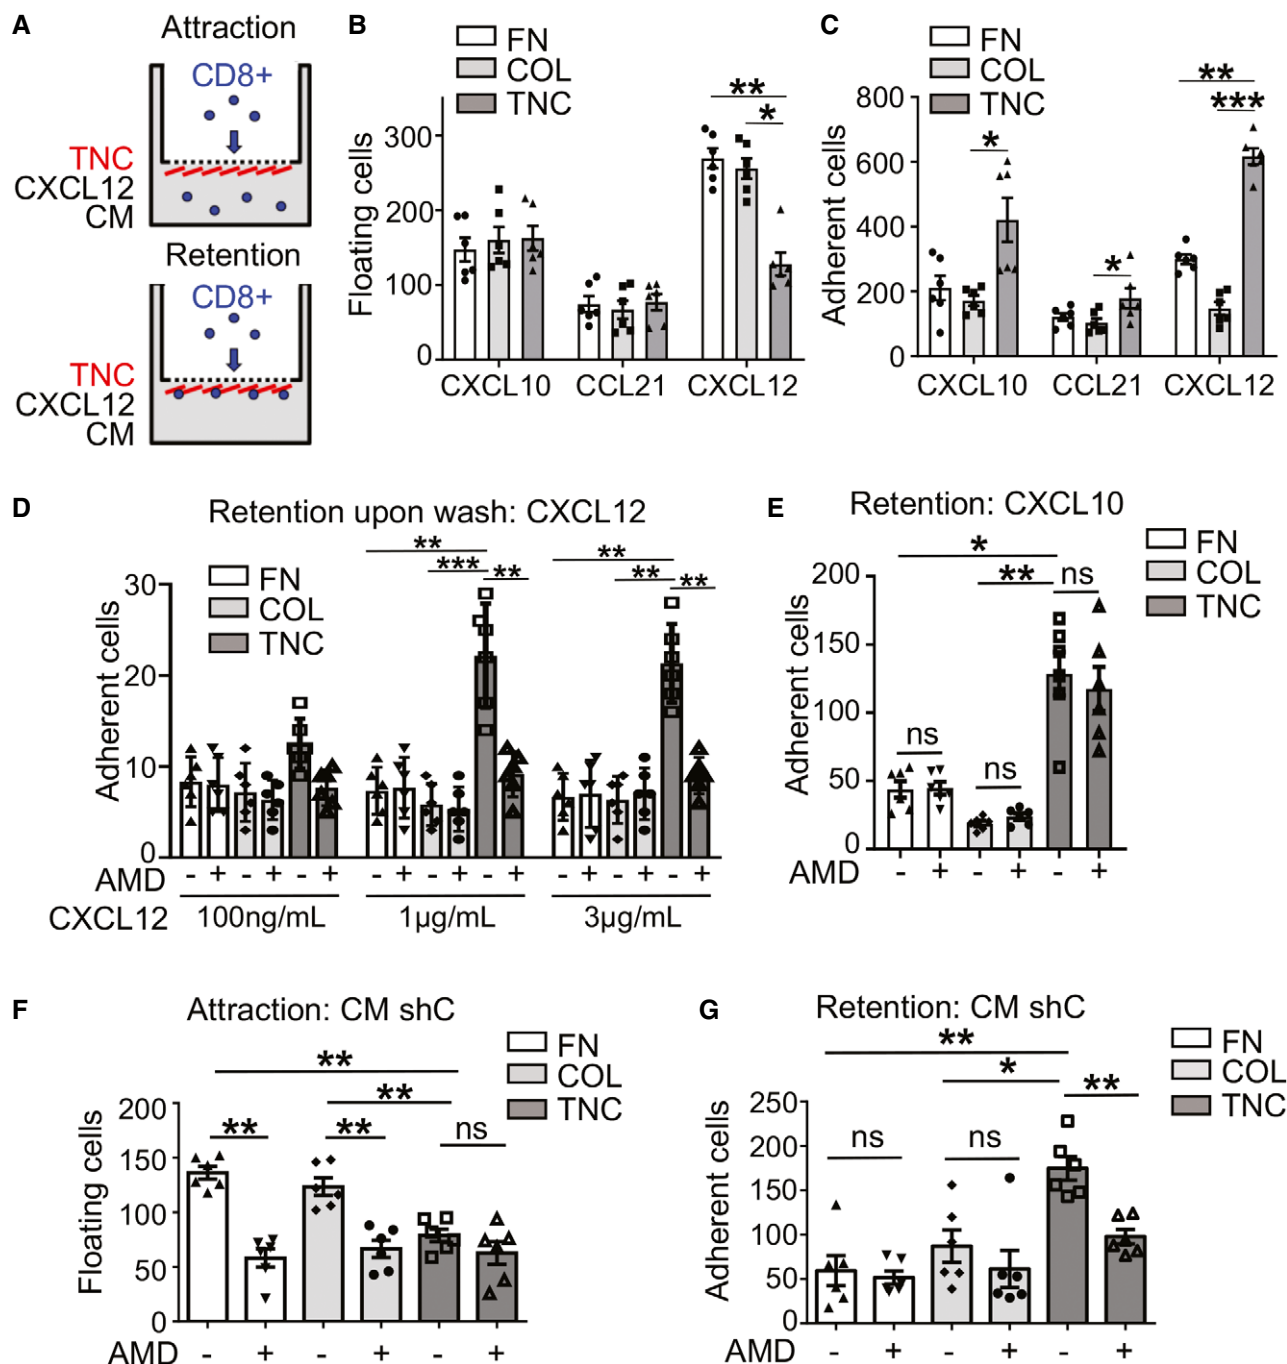 A
Attraction
CD8+
TNC
CXCL12
CM
Retention
CD8+
TNC
CXCL12
CM
B
FN
COL
TNC
** 
*
Floating cells
300
200
100
0
CXCL10 CCL21 CXCL12
C
FN
COL
TNC
**
***
*
*
Adherent cells
800
600
400
200
0
CXCL10 CCL21 CXCL12
D
Retention upon wash: CXCL12
FN
COL
TNC
** **
*** ** ** **
Adherent cells
30
20
10
0
AMD - + - + - + - + - + - + - + - + - +
CXCL12 100ng/mL 1µg/mL 3µg/mL
E
Retention: CXCL10
FN
COL
TNC
*
** ns
ns
ns
Adherent cells
200
150
100
50
0
AMD - + - + - +
F
Attraction: CM shC
FN
COL
TNC
**
**
** ** ns
Floating cells
200
150
100
50
0
AMD - + - + - +
G
Retention: CM shC
FN
COL
TNC
**
* **
ns ns
Adherent cells
250
200
150
100
50
0
AMD - + - + - +